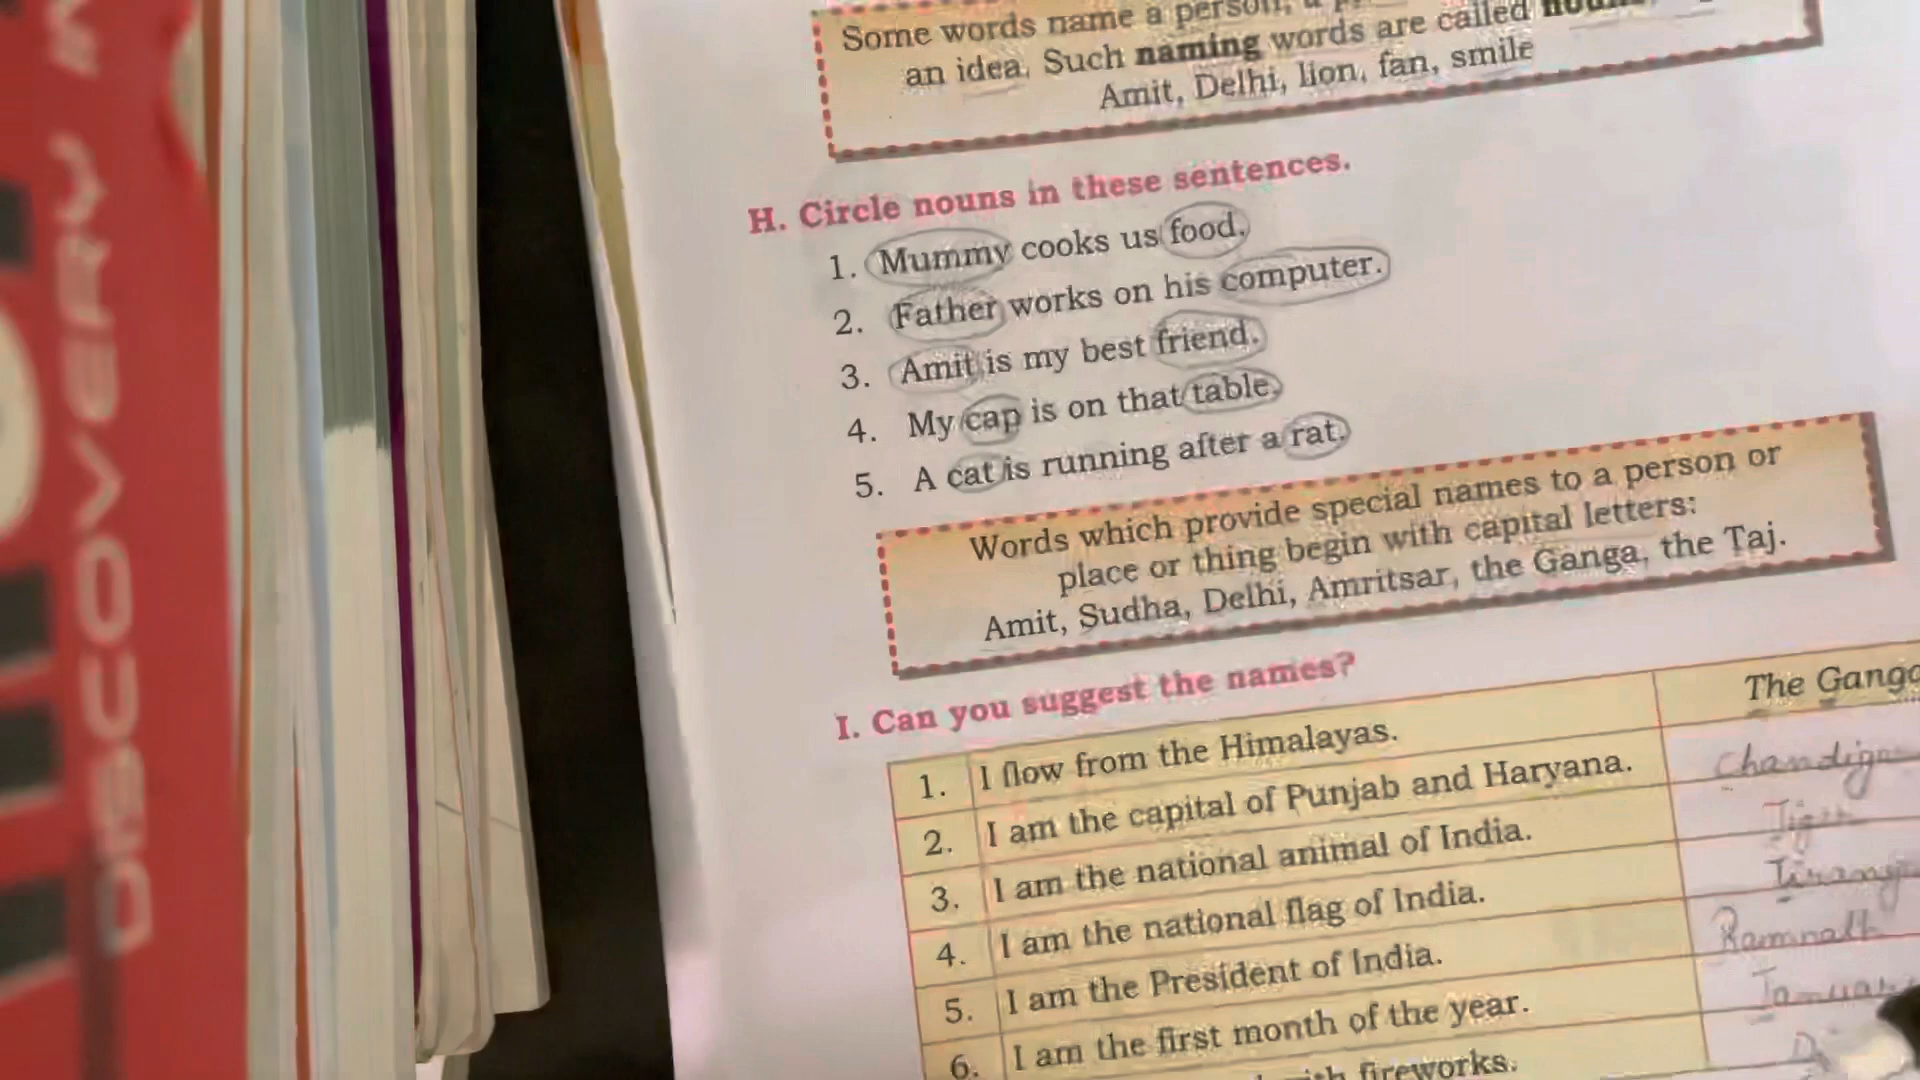 DISCOVERY
Some words name a person,
an idea. Such naming words are called
Amit, Delhi, lion, fan, smile
H. Circle nouns in these sentences.
1. Mummy cooks us food.
2. Father works on his computer.
3. Amit is my best friend.
4. My cap is on that table.
5. A cat is running after a rat.
Words which provide special names to a person or
place or thing begin with capital letters:
Amit, Sudha, Delhi, Amritsar, the Ganga, the Taj.
I. Can you suggest the names?
1. I flow from the Himalayas. The Ganga
2. I am the capital of Punjab and Haryana. Chandiga
3. I am the national animal of India. Tiger
4. I am the national flag of India. Tiranga
5. I am the President of India. Ramnath
6. I am the first month of the year. January
fireworks.